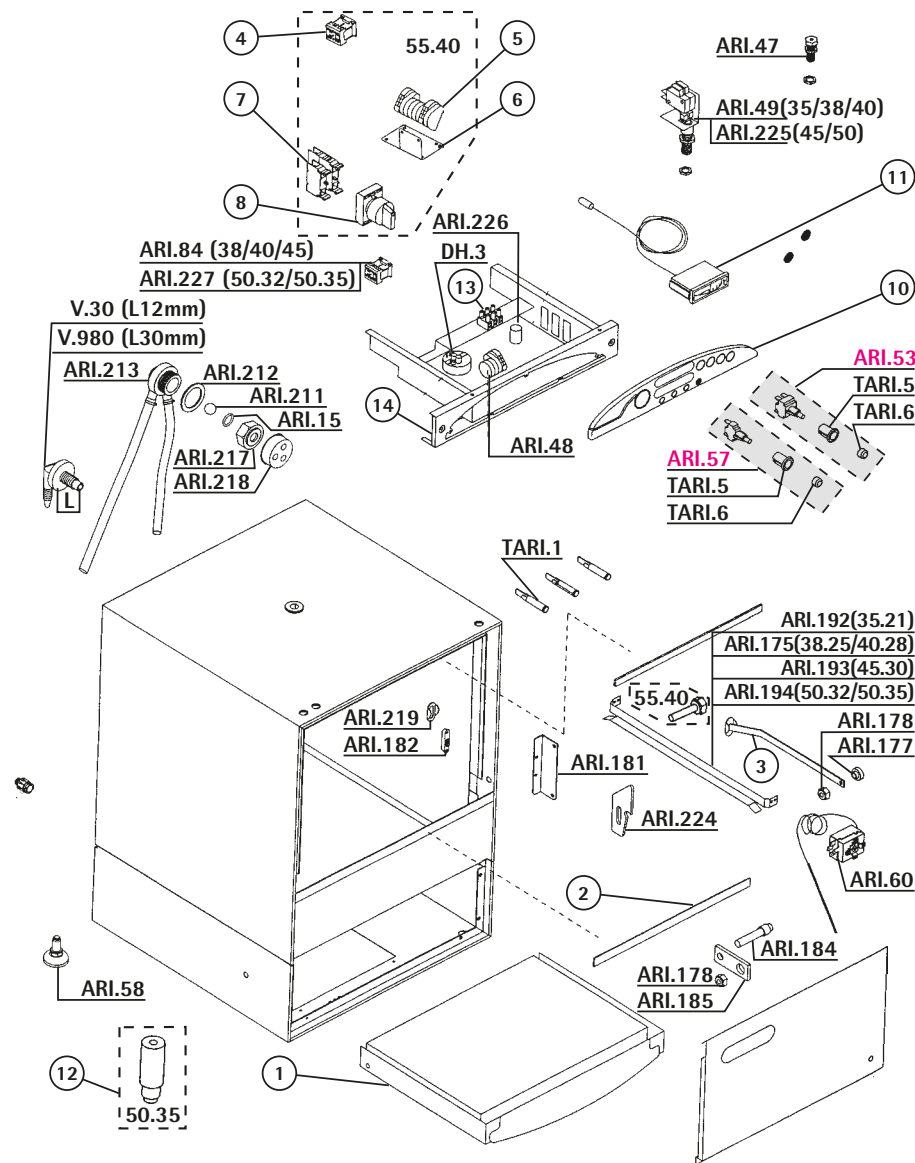 4
55.40
5
7
6
8
ARI.47
ARI.49(35/38/40)
ARI.225(45/50)
11
ARI.226
DH.3
ARI.84 (38/40/45)
ARI.227 (50.32/50.35)
13
10
V.30 (L12mm)
V.980 (L30mm)
ARI.213
ARI.212
ARI.211
ARI.15
ARI.217
ARI.218
L
14
ARI.48
ARI.53
TARI.5
TARI.6
ARI.57
TARI.5
TARI.6
TARI.1
ARI.192(35.21)
ARI.175(38.25/40.28)
ARI.193(45.30)
ARI.194(50.32/50.35)
55.40
ARI.219
ARI.182
ARI.181
3
ARI.178
ARI.177
ARI.224
ARI.60
2
ARI.184
ARI.178
ARI.185
ARI.58
12
50.35
1